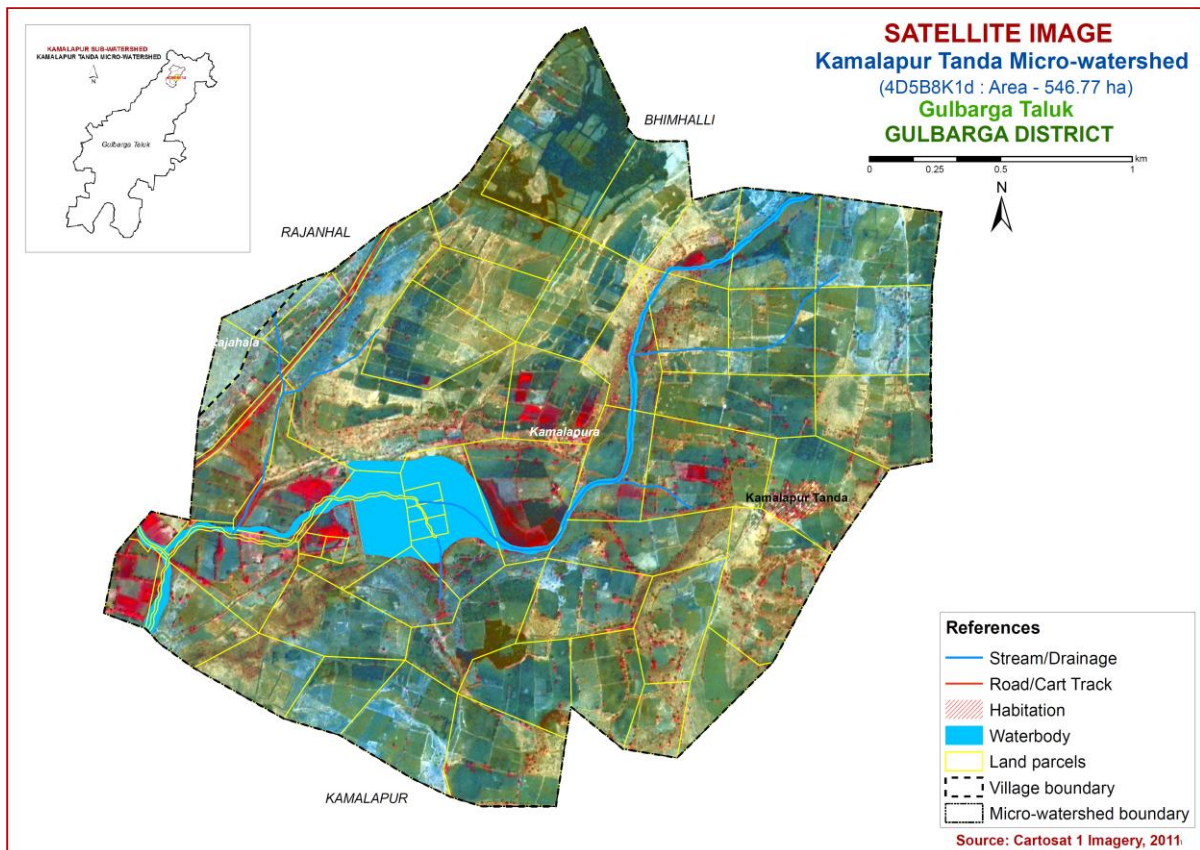 KAMALAPUR SUB-WATERSHED
KAMALAPUR TANDA MICRO-WATERSHED
N
Gulbarga Taluk
SATELLITE IMAGE
Kamalapur Tanda Micro-watershed
(4D5B8K1d : Area - 546.77 ha)
Gulbarga Taluk
GULBARGA DISTRICT
km
0 0.25 0.5 1
N
BHIMHALLI
RAJANHAL
Kamalapura
Kamalapur Tanda
KAMALAPUR
References
Stream/Drainage
Road/Cart Track
Habitation
Waterbody
Land parcels
Village boundary
Micro-watershed boundary
Source: Cartosat 1 Imagery, 2011